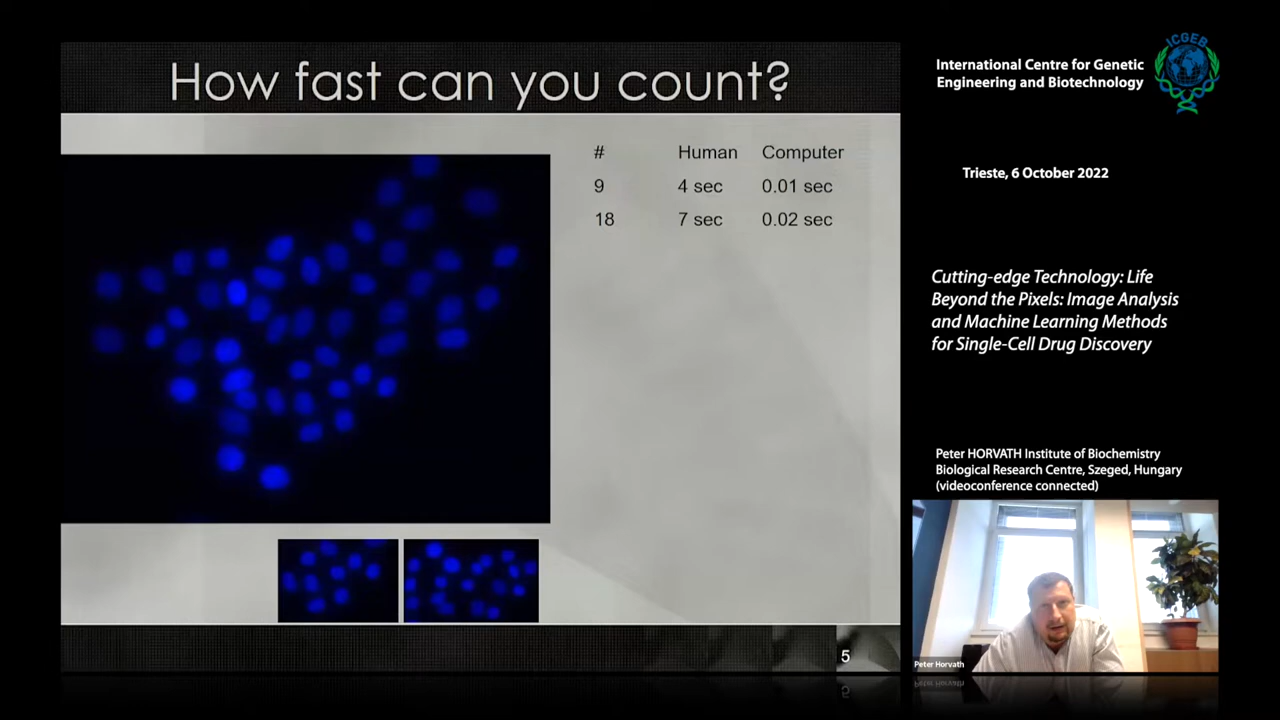 How fast can you count?
# Human Computer
9 4 sec 0.01 sec
18 7 sec 0.02 sec
5
International Centre for Genetic
Engineering and Biotechnology
ICGEB
Trieste, 6 October 2022
Cutting-edge Technology: Life
Beyond the Pixels: Image Analysis
and Machine Learning Methods
for Single-Cell Drug Discovery
Peter HORVATH Institute of Biochemistry
Biological Research Centre, Szeged, Hungary
(videoconference connected)
Peter Horvath